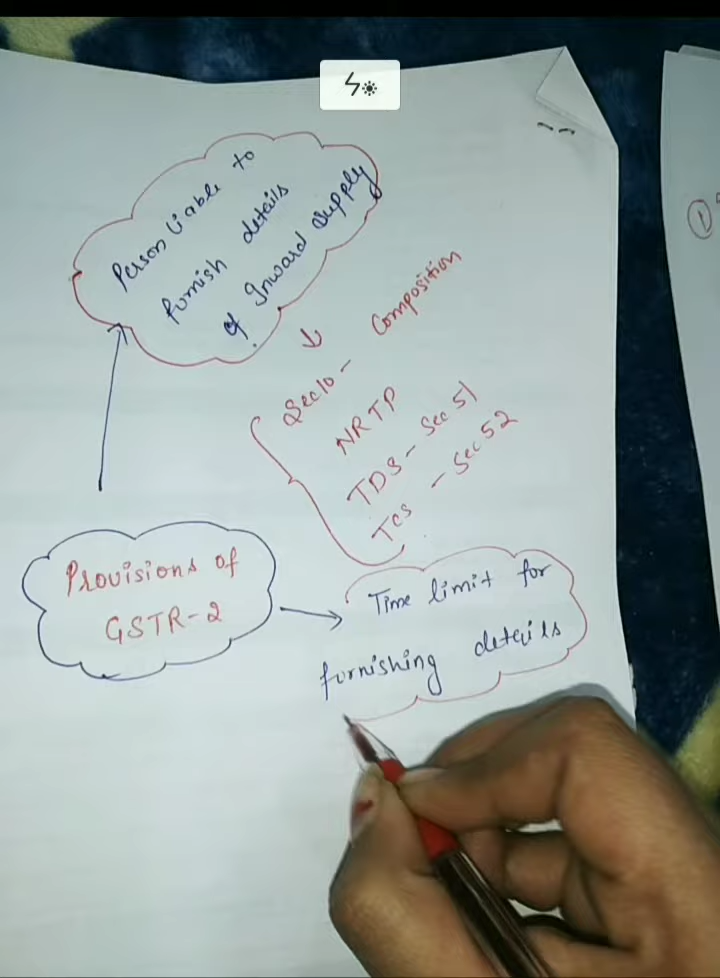 Person liable to
furnish details
of Inward Supply
↓
Sec10 - Composition
NRTP
TDS - Sec 51
TCS - Sec 52
Provisions of
GSTR-2
Time limit for
furnishing details
①